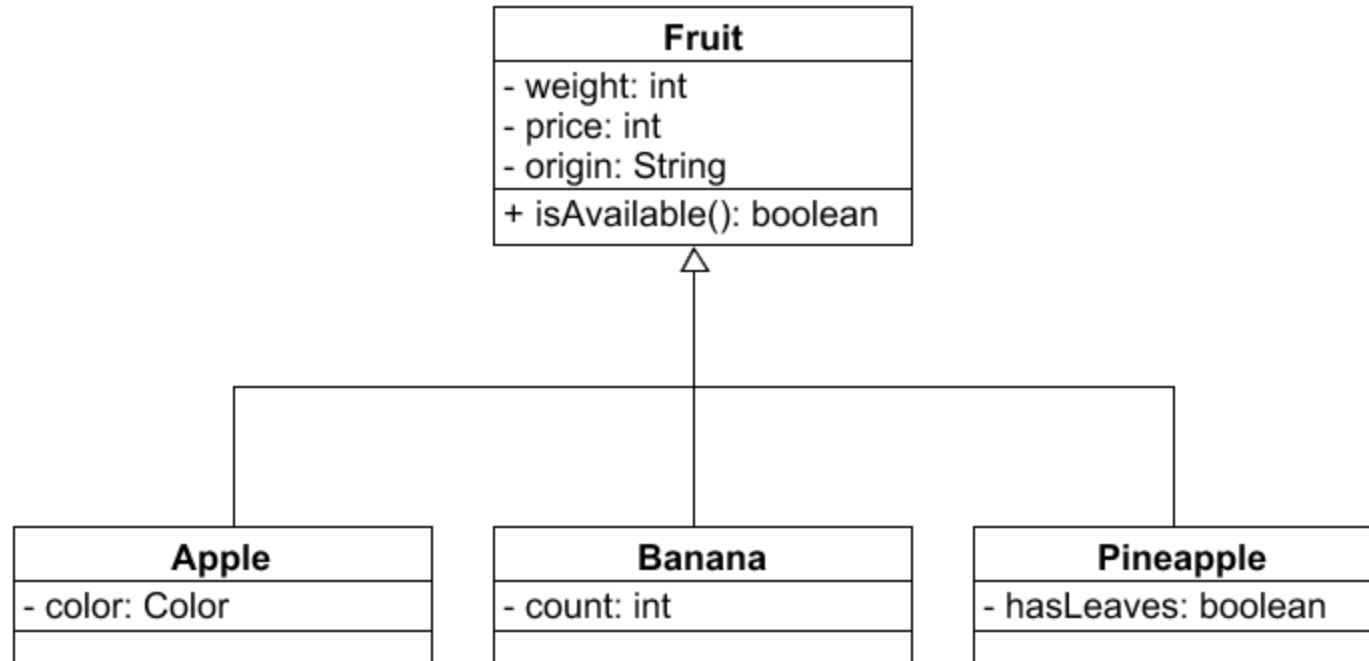 Fruit
- weight: int
- price: int
- origin: String
+ isAvailable(): boolean
Apple
- color: Color
Banana
- count: int
Pineapple
- hasLeaves: boolean